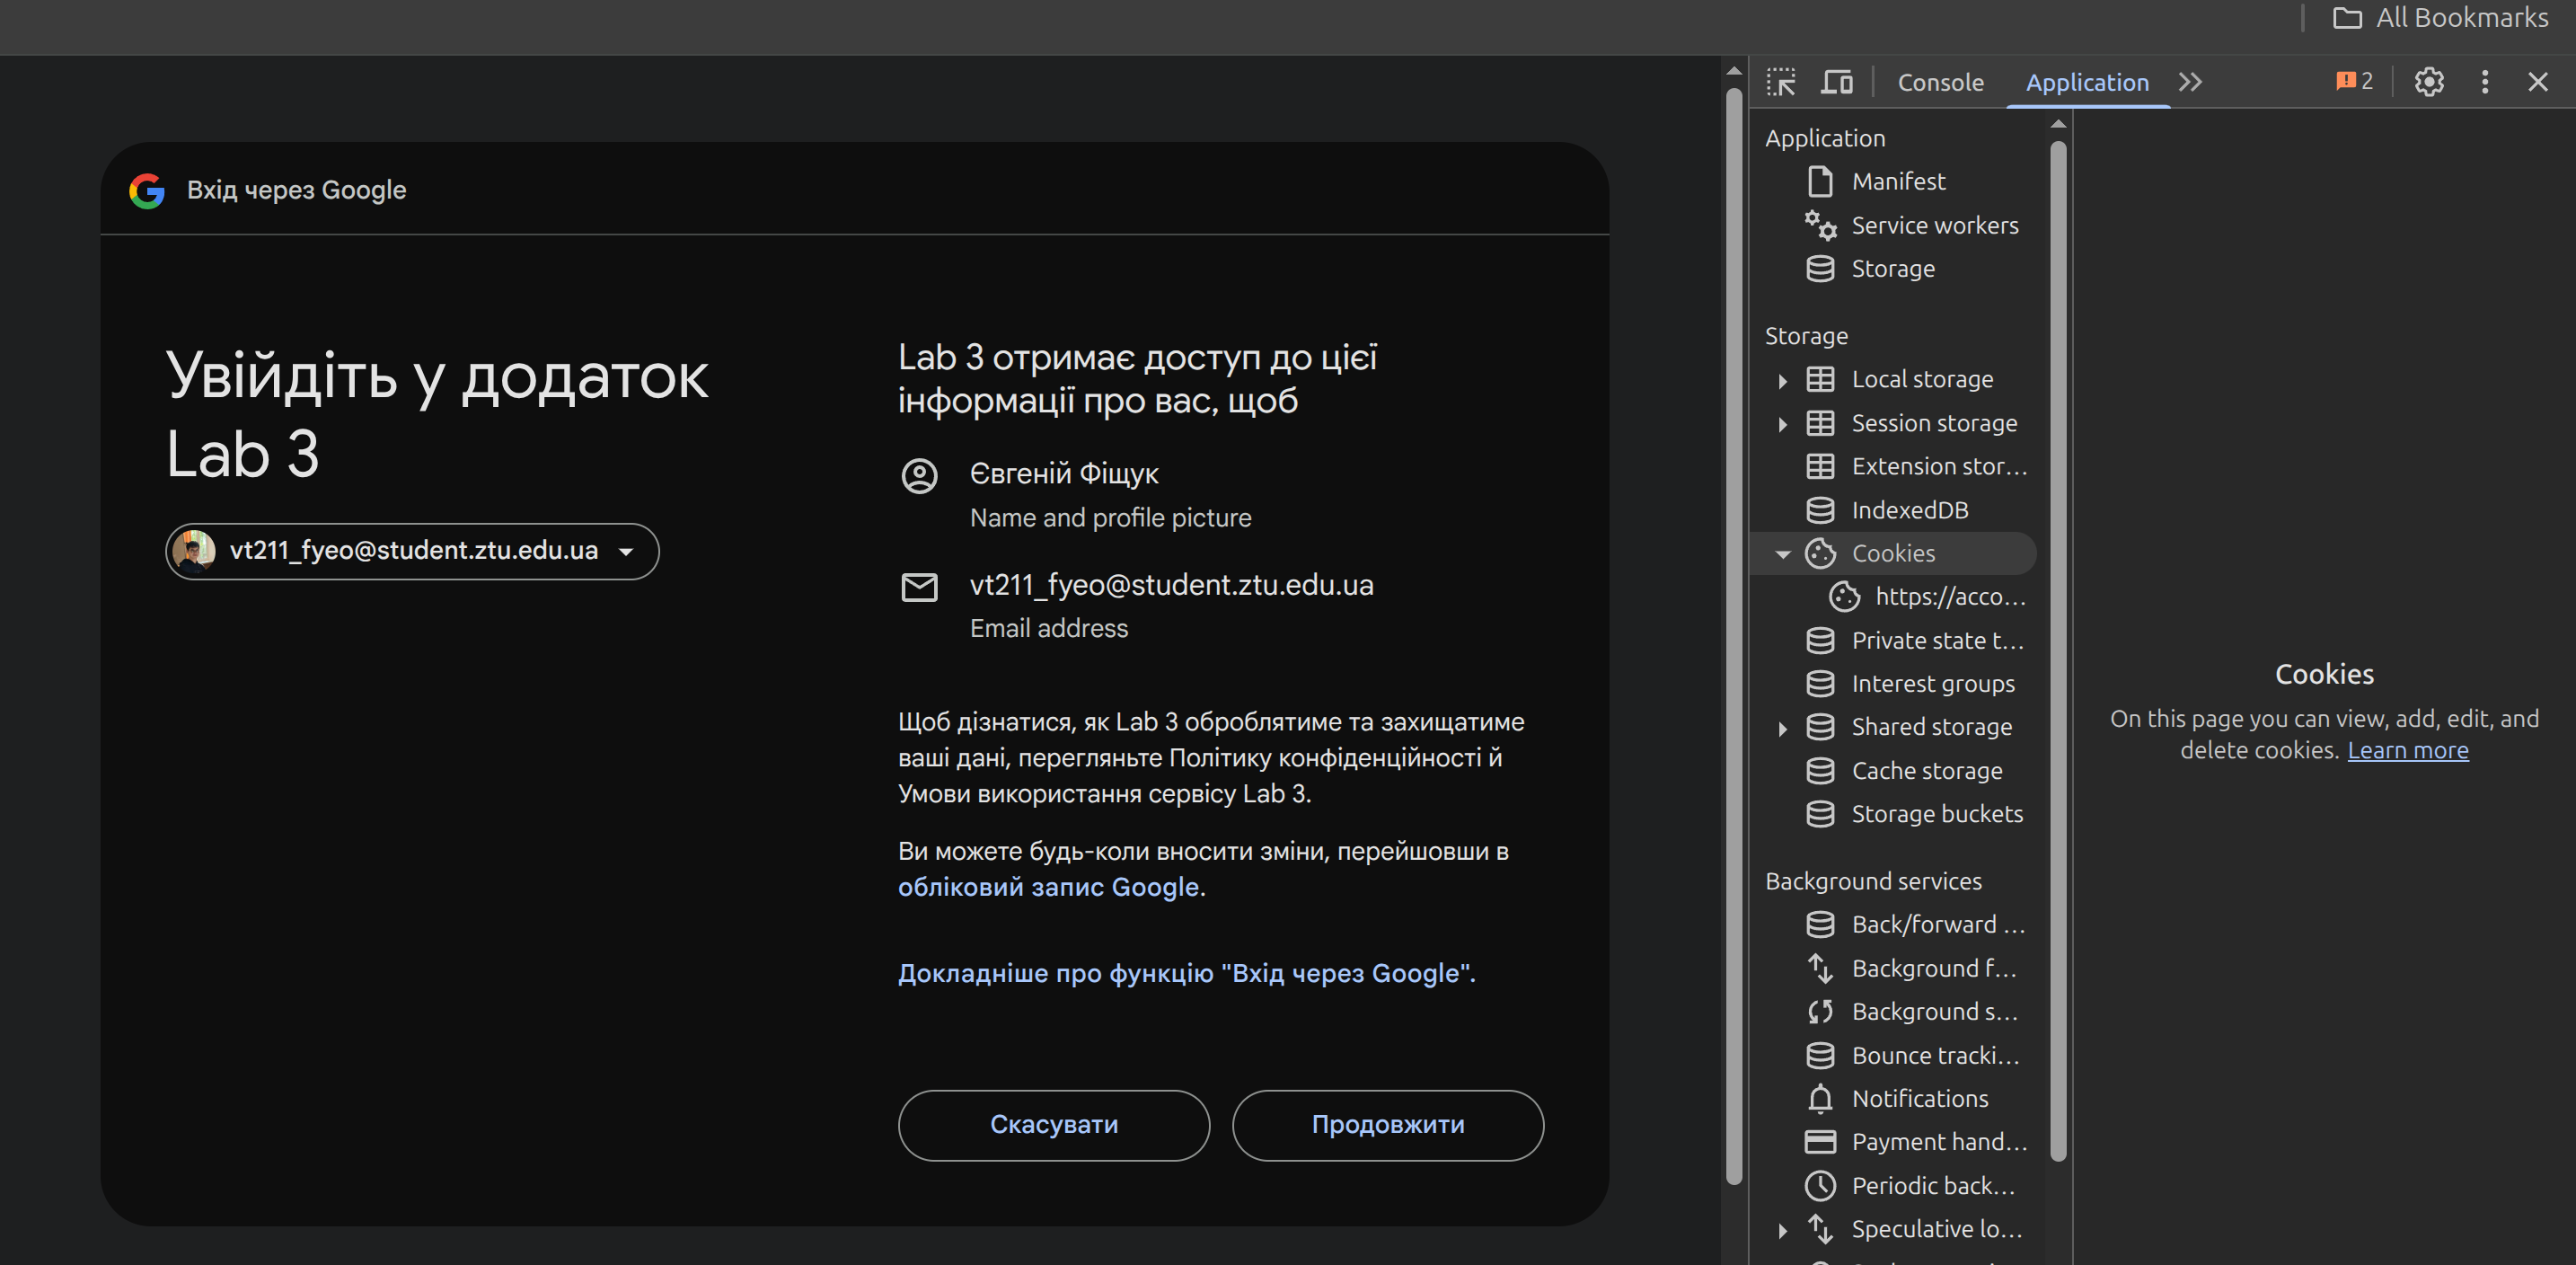 All Bookmarks
Console
Application
2
Вхід через Google
Увійдіть у додаток
Lab 3
vt211_fyeo@student.ztu.edu.ua
Lab 3 отримає доступ до цієї
інформації про вас, щоб
Євгеній Фіщук
Name and profile picture
vt211_fyeo@student.ztu.edu.ua
Email address
Щоб дізнатися, як Lab 3 оброблятиме та захищатиме
ваші дані, перегляньте Політику конфіденційності й
Умови використання сервісу Lab 3.
Ви можете будь-коли вносити зміни, перейшовши в
обліковий запис Google.
Докладніше про функцію "Вхід через Google".
Скасувати
Продовжити
Application
Manifest
Service workers
Storage
Storage
Local storage
Session storage
Extension stor…
IndexedDB
Cookies
https://acco…
Private state t…
Interest groups
Shared storage
Cache storage
Storage buckets
Background services
Back/forward …
Background f…
Background s…
Bounce tracki…
Notifications
Payment hand…
Periodic back…
Speculative lo…
Cookies
On this page you can view, add, edit, and
delete cookies. Learn more